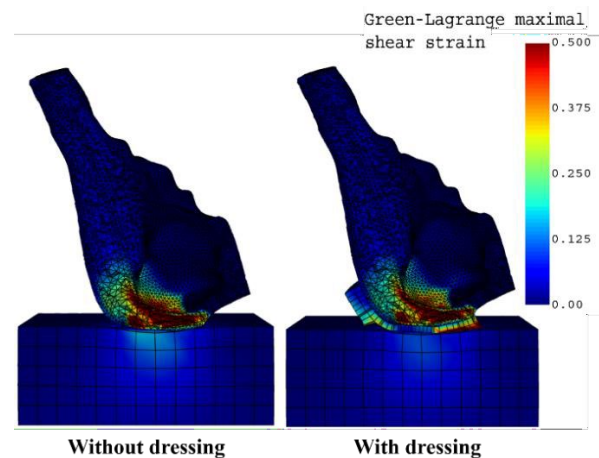 Green-Lagrange maximal
shear strain
0.500
0.375
0.250
0.125
0.00
Without dressing
With dressing